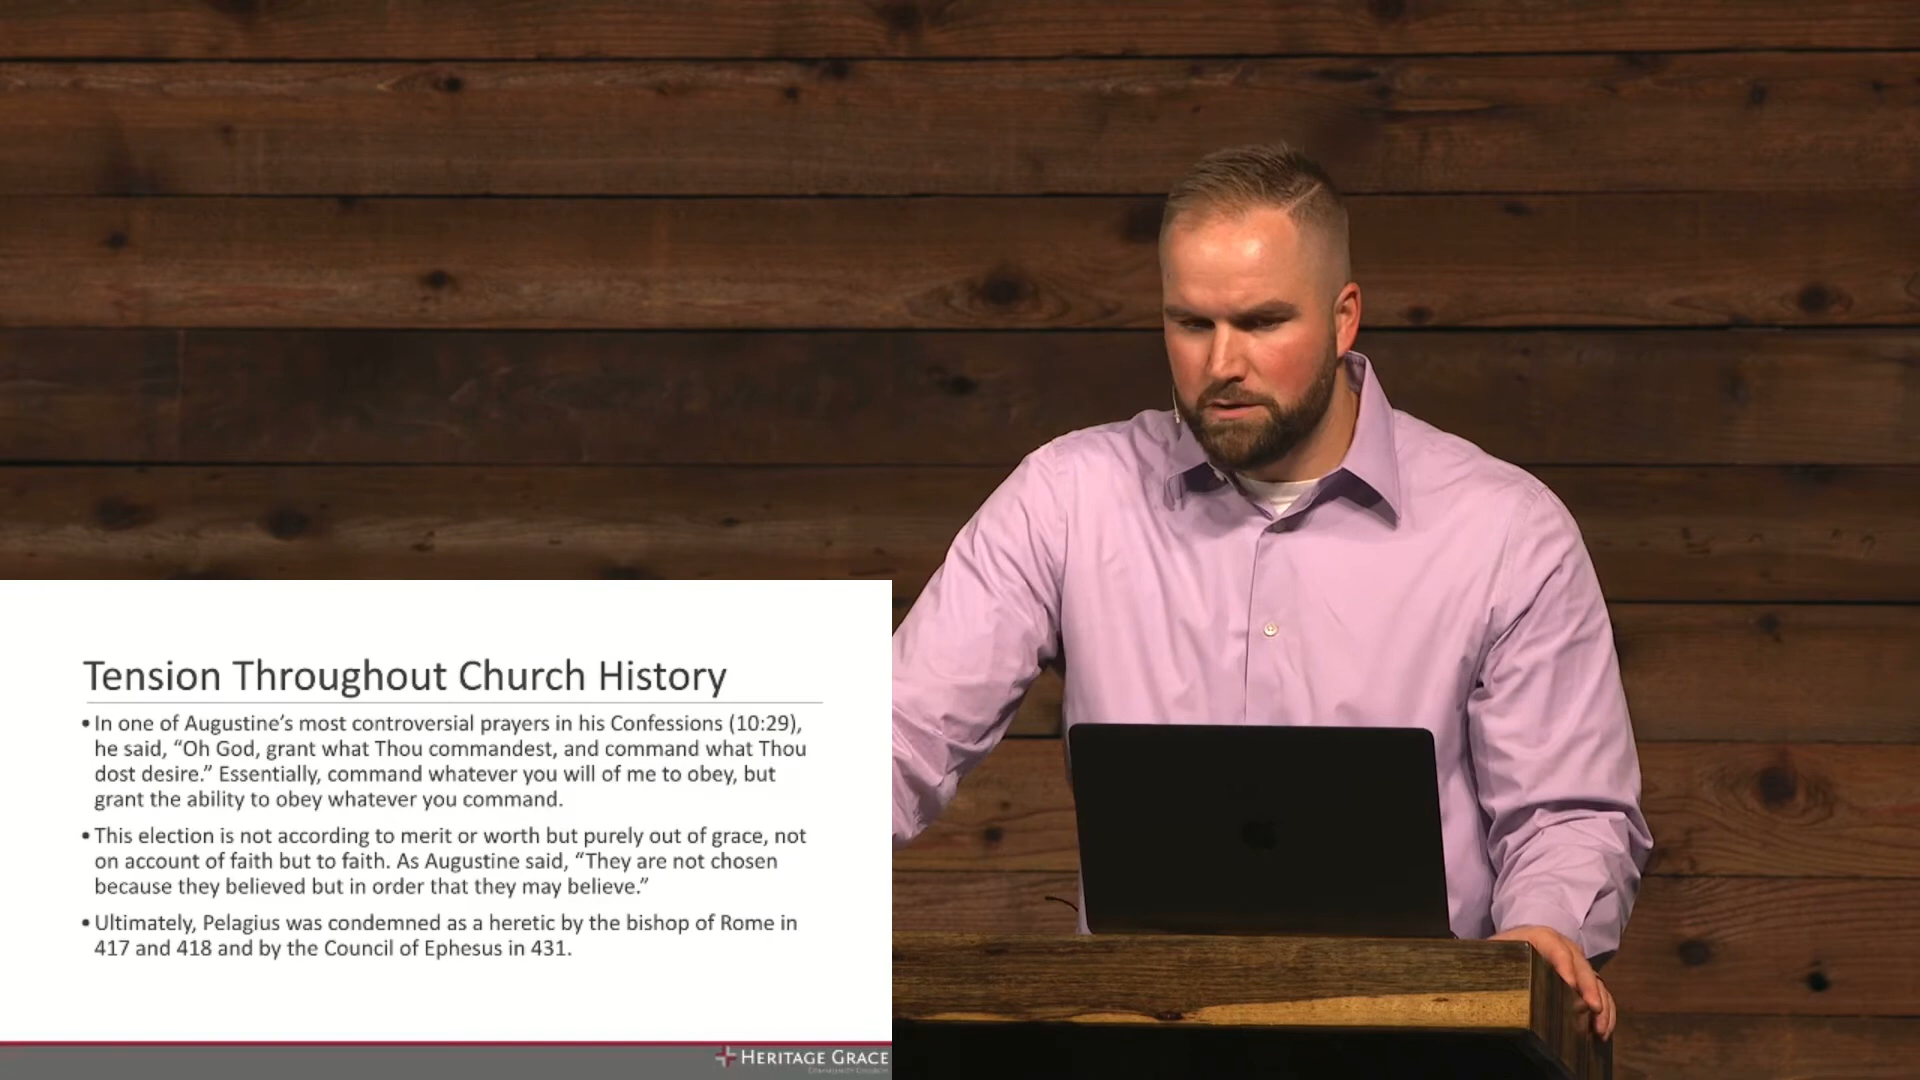 Tension Throughout Church History
•In one of Augustine's most controversial prayers in his Confessions (10:29),
he said, “Oh God, grant what Thou commandest, and command what Thou
dost desire.” Essentially, command whatever you will of me to obey, but
grant the ability to obey whatever you command.
•This election is not according to merit or worth but purely out of grace, not
on account of faith but to faith. As Augustine said, “They are not chosen
because they believed but in order that they may believe.”
•Ultimately, Pelagius was condemned as a heretic by the bishop of Rome in
417 and 418 and by the Council of Ephesus in 431.
HERITAGE GRACE
COMMUNITY CHURCH